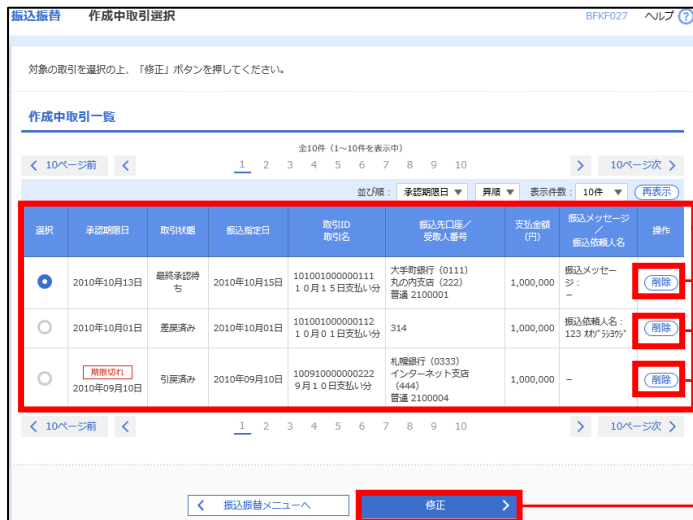 振込振替 作成中取引選択 BFKF027 ヘルプ ?
対象の取引を選択の上、「修正」ボタンを押してください。
作成中取引一覧
全10件（1～10件を表示中）
< 10ページ前 < 1 2 3 4 5 6 7 8 9 10 > 10ページ次 >
並び順： 承認期限日 ▼ 昇順 ▼ 表示件数： 10件 ▼ 再表示
選択 承認期限日 取引状態 振込指定日 取引ID 取引名 振込先口座／ 受取人番号 支払金額 (円) 振込メッセージ ／ 振込依頼人名 操作
2010年10月13日 最終承認待ち 2010年10月15日 101001000000111 １０月１５日支払い分 大手町銀行（0111） 丸の内支店（222） 普通 2100001 1,000,000 振込メッセージ： － 削除
2010年10月01日 差戻済み 2010年10月01日 101001000000112 １０月０１日支払い分 314 1,000,000 振込依頼人名： 123 削除
期限切れ 2010年09月10日 引戻済み 2010年09月10日 100910000000222 ９月１０日支払い分 札幌銀行（0333） インターネット支店（444） 普通 2100004 1,000,000 － 削除
< 10ページ前 < 1 2 3 4 5 6 7 8 9 10 > 10ページ次 >
< 振込振替メニューへ 修正 >